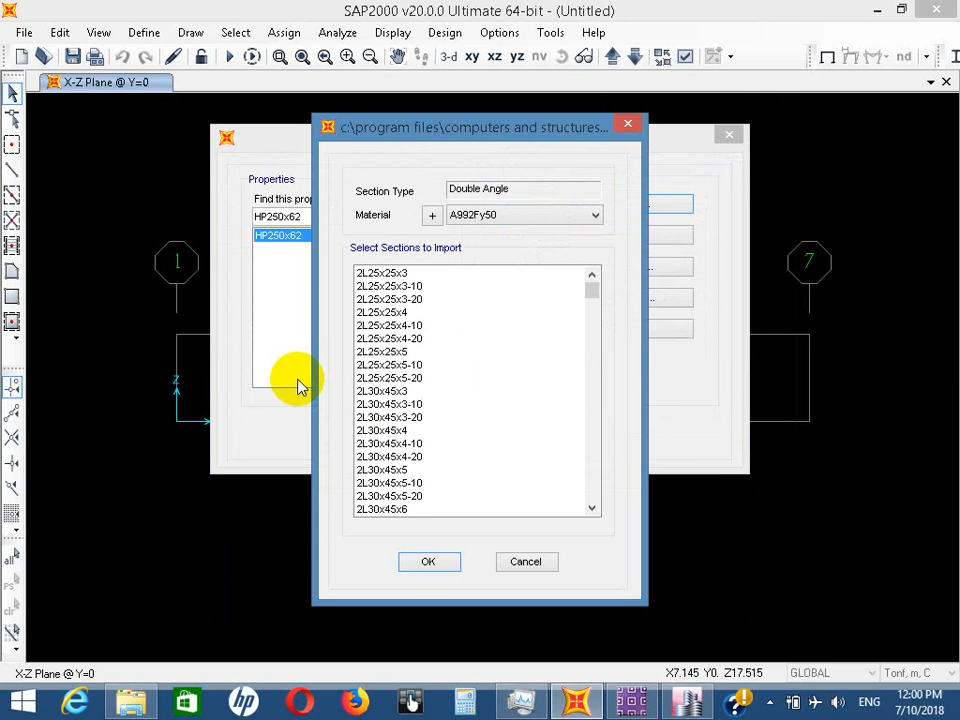 SAP2000 v20.0.0 Ultimate 64-bit - (Untitled)
File Edit View Define Draw Select Assign Analyze Display Design Options Tools Help
3-d xy xz yz nv nd
X-Z Plane @ Y=0
c:\program files\computers and structures...
Properties
Find this prop
HP250x62
HP250x62
Section Type Double Angle
Material + A992Fy50
Select Sections to Import
2L25x25x3
2L25x25x3-10
2L25x25x3-20
2L25x25x4
2L25x25x4-10
2L25x25x4-20
2L25x25x5
2L25x25x5-10
2L25x25x5-20
2L30x45x3
2L30x45x3-10
2L30x45x3-20
2L30x45x4
2L30x45x4-10
2L30x45x4-20
2L30x45x5
2L30x45x5-10
2L30x45x5-20
2L30x45x6
OK Cancel
1
7
Z
all
ps
clr
X-Z Plane @ Y=0 X7.145 Y0. Z17.515 GLOBAL Tonf, m, C
ENG 12:00 PM
7/10/2018